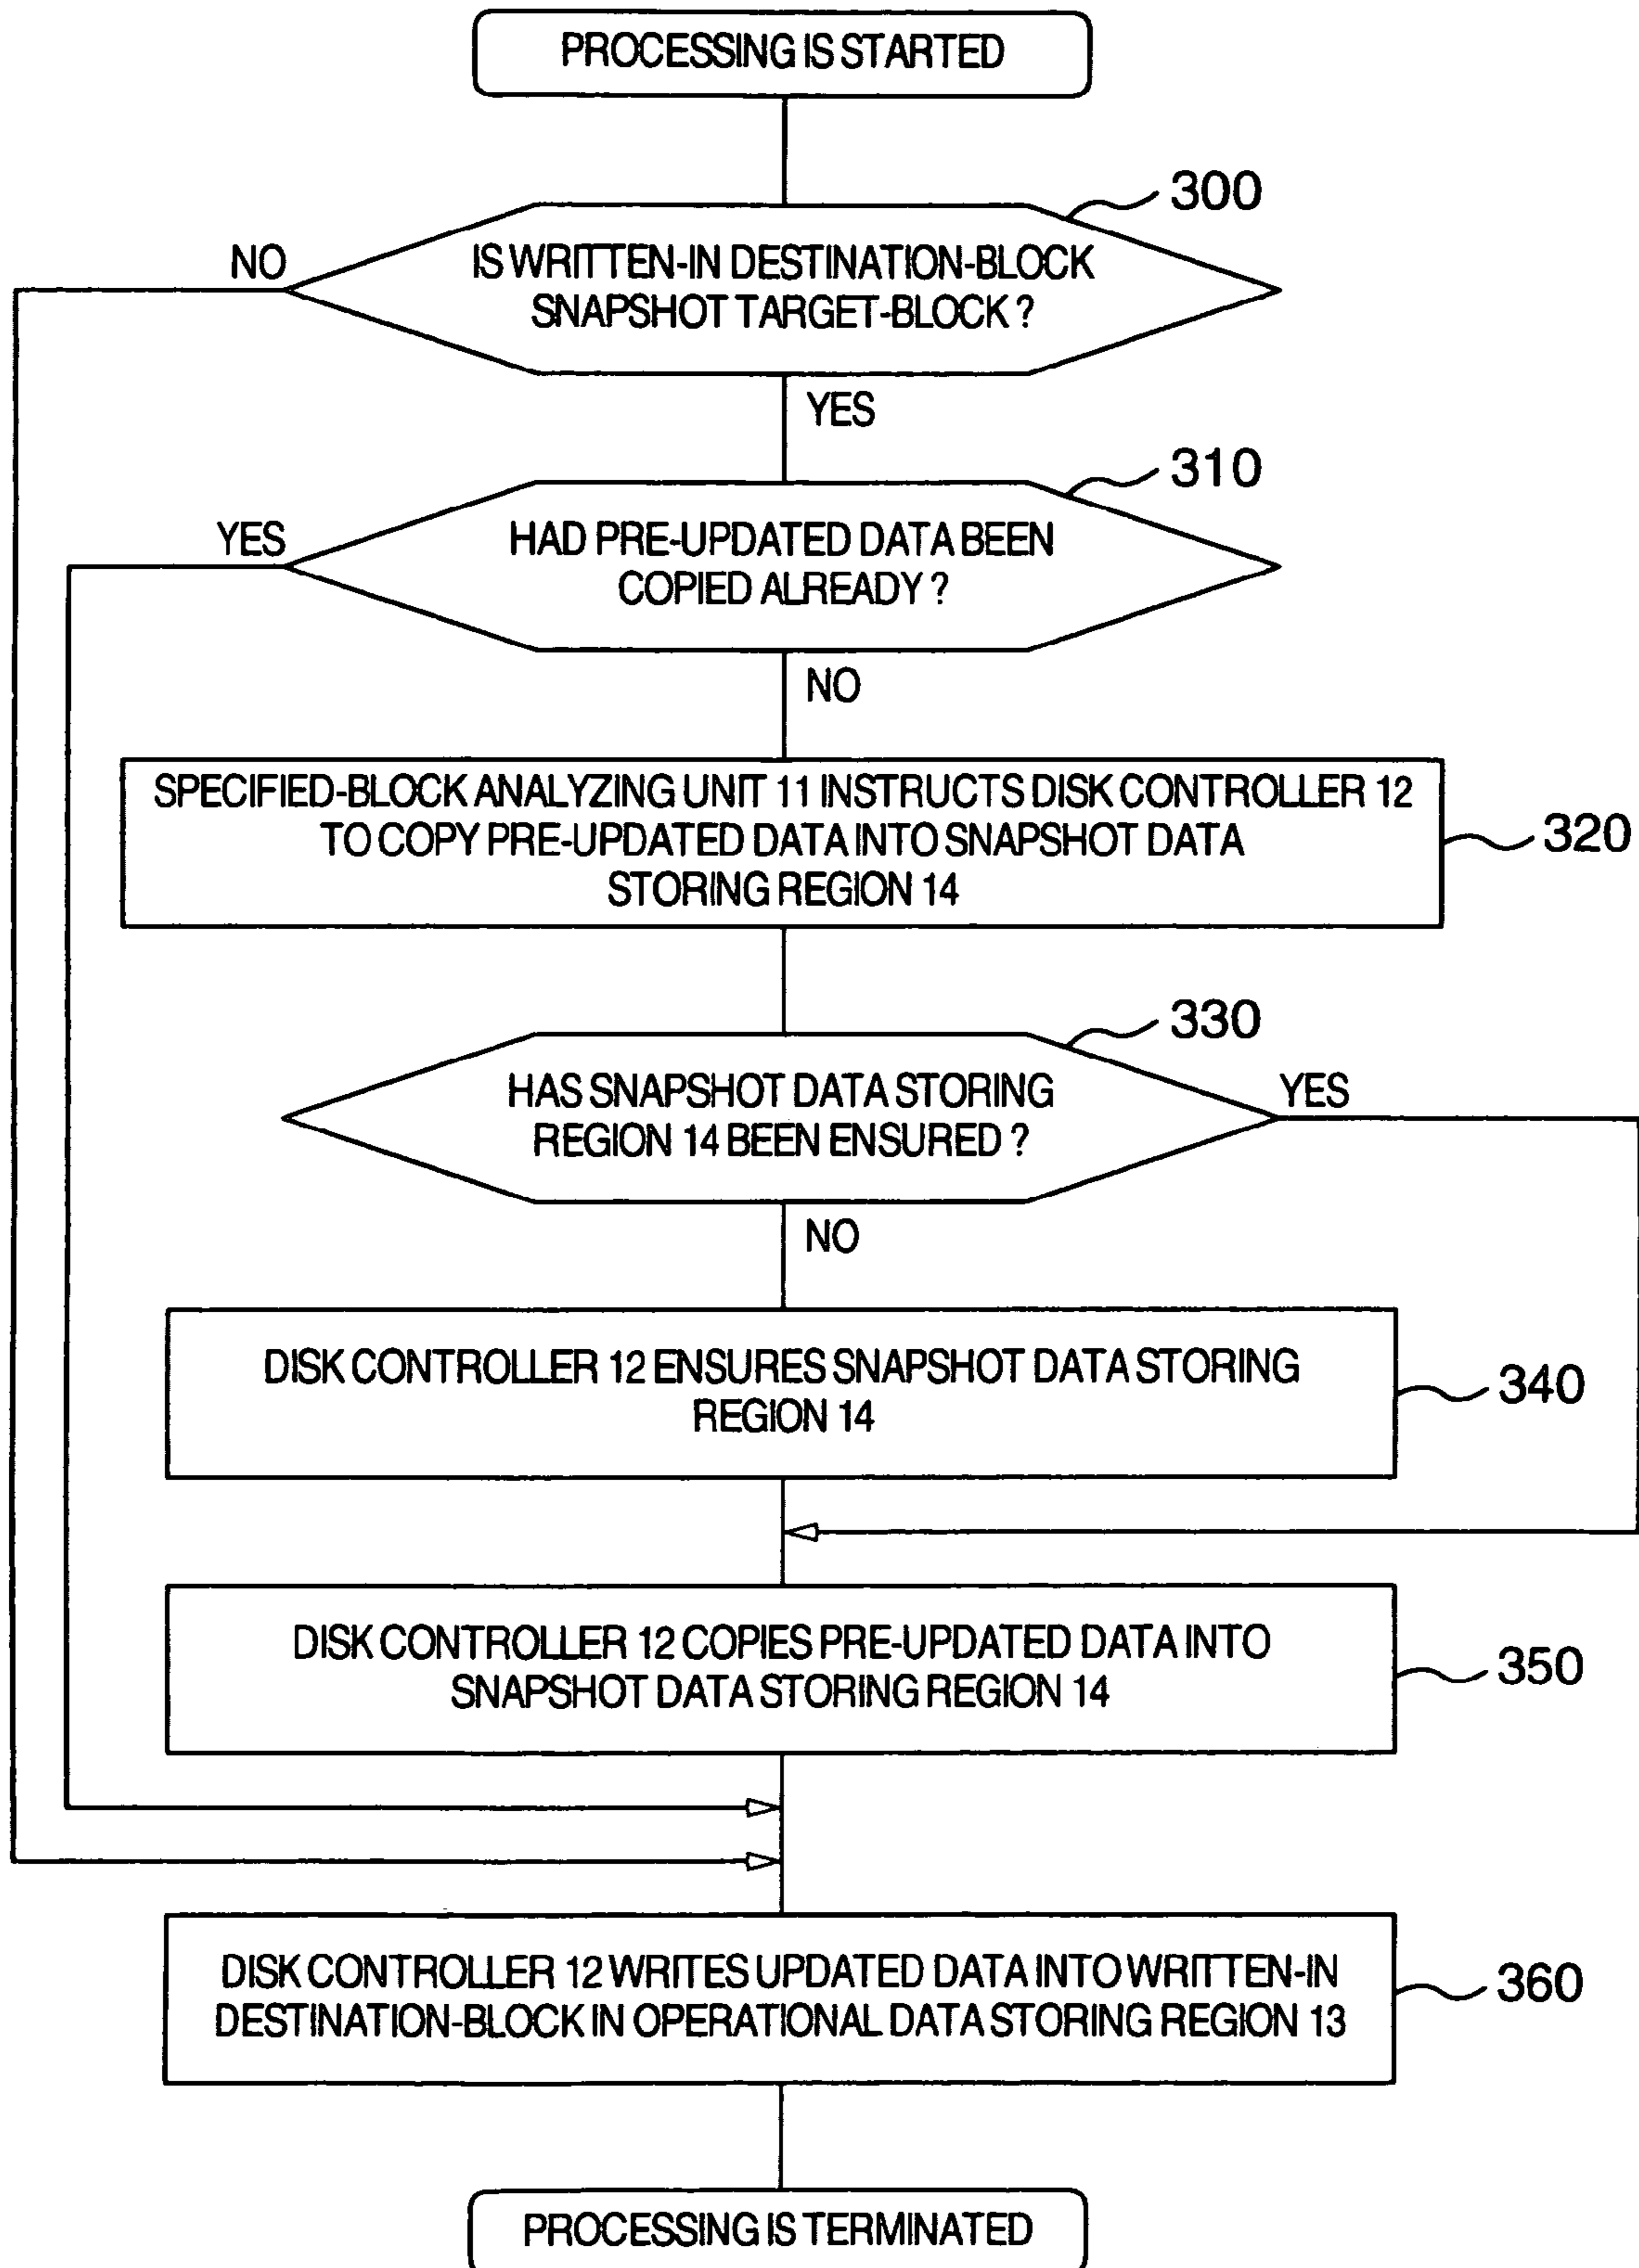 PROCESSING IS STARTED
300
NO
IS WRITTEN-IN DESTINATION-BLOCK
SNAPSHOT TARGET-BLOCK ?
YES
310
YES
HAD PRE-UPDATED DATA BEEN
COPIED ALREADY ?
NO
SPECIFIED-BLOCK ANALYZING UNIT 11 INSTRUCTS DISK CONTROLLER 12
TO COPY PRE-UPDATED DATA INTO SNAPSHOT DATA
STORING REGION 14
320
330
HAS SNAPSHOT DATA STORING
REGION 14 BEEN ENSURED ?
YES
NO
DISK CONTROLLER 12 ENSURES SNAPSHOT DATA STORING
REGION 14
340
DISK CONTROLLER 12 COPIES PRE-UPDATED DATA INTO
SNAPSHOT DATA STORING REGION 14
350
DISK CONTROLLER 12 WRITES UPDATED DATA INTO WRITTEN-IN
DESTINATION-BLOCK IN OPERATIONAL DATA STORING REGION 13
360
PROCESSING IS TERMINATED